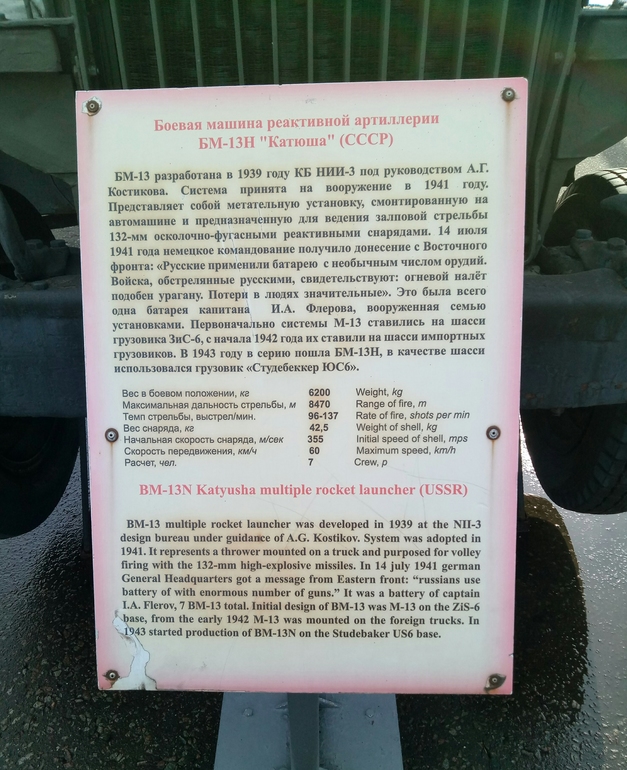 Боевая машина реактивной артиллерии
БМ-13Н "Катюша" (СССР)
БМ-13 разработана в 1939 году КБ НИИ-3 под руководством А.Г.
Костикова. Система принята на вооружение в 1941 году.
Представляет собой метательную установку, смонтированную на
автомашине и предназначенную для ведения залповой стрельбы
132-мм осколочно-фугасными реактивными снарядами. 14 июля
1941 года немецкое командование получило донесение с Восточного
фронта: «Русские применили батарею с необычным числом орудий.
Войска, обстрелянные русскими, свидетельствуют: огневой налёт
подобен урагану. Потери в людях значительные». Это была всего
одна батарея капитана И.А. Флерова, вооруженная семью
установками. Первоначально системы М-13 ставились на шасси
грузовика ЗиС-6, с начала 1942 года их ставили на шасси импортных
грузовиков. В 1943 году в серию пошла БМ-13Н, в качестве шасси
использовался грузовик «Студебеккер ЮС6».
Вес в боевом положении, кг 6200 Weight, kg
Максимальная дальность стрельбы, м 8470 Range of fire, m
Темп стрельбы, выстрел/мин. 96-137 Rate of fire, shots per min
Вес снаряда, кг 42,5 Weight of shell, kg
Начальная скорость снаряда, м/сек 355 Initial speed of shell, mps
Скорость передвижения, км/ч 60 Maximum speed, km/h
Расчет, чел. 7 Crew, p
BM-13N Katyusha multiple rocket launcher (USSR)
BM-13 multiple rocket launcher was developed in 1939 at the NII-3
design bureau under guidance of A.G. Kostikov. System was adopted in
1941. It represents a thrower mounted on a truck and purposed for volley
firing with the 132-mm high-explosive missiles. In 14 july 1941 german
General Headquarters got a message from Eastern front: “russians use
battery of with enormous number of guns.” It was a battery of captain
I.A. Flerov, 7 BM-13 total. Initial design of BM-13 was M-13 on the ZiS-6
base, from the early 1942 M-13 was mounted on the foreign trucks. In
1943 started production of BM-13N on the Studebaker US6 base.